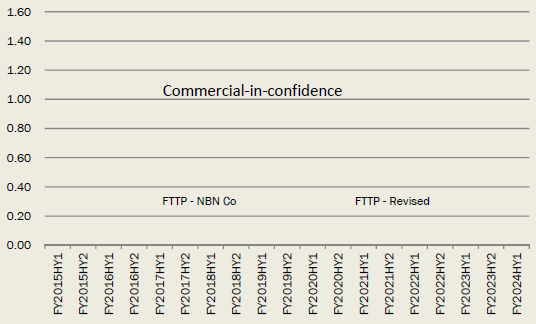 1.60
1.40
1.20
Commercial-in-confidence
1.00
0.80
0.60
0.40
FTTP - NBN Co FTTP - Revised
0.20
0.00
FY2015HY1
FY2015HY2
FY2016HY1
FY2016HY2
FY2017HY1
FY2017HY2
FY2018HY1
FY2018HY2
FY2019HY1
FY2019HY2
FY2020HY1
FY2020HY2
FY2021HY1
FY2021HY2
FY2022HY1
FY2022HY2
FY2023HY1
FY2023HY2
FY2024HY1